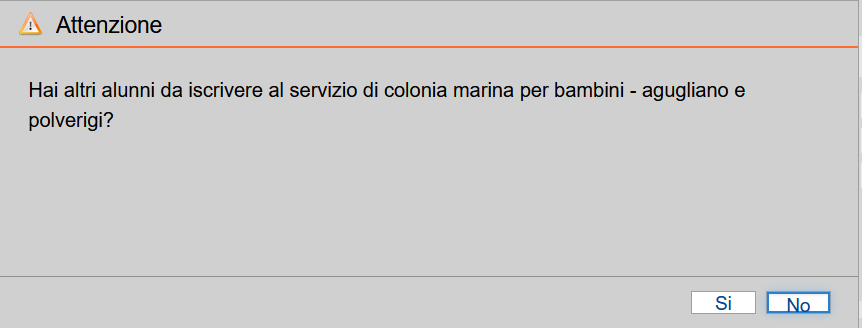 Attenzione
Hai altri alunni da iscrivere al servizio di colonia marina per bambini - agugliano e
polverigi?
Si No